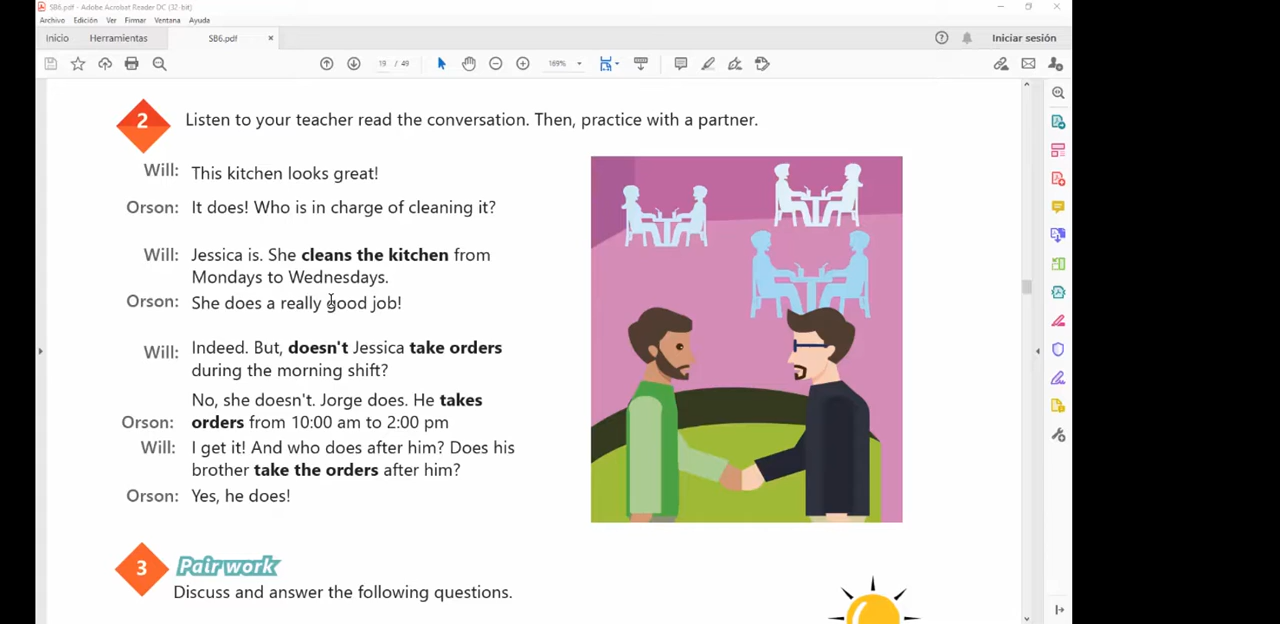 SB6.pdf - Adobe Acrobat Reader DC (32-bit)
Archivo Edición Ver Firmar Ventana Ayuda
Inicio Herramientas SB6.pdf × Iniciar sesión
19 / 49 169%
2 Listen to your teacher read the conversation. Then, practice with a partner.
Will: This kitchen looks great!
Orson: It does! Who is in charge of cleaning it?
Will: Jessica is. She cleans the kitchen from
Mondays to Wednesdays.
Orson: She does a really good job!
Will: Indeed. But, doesn't Jessica take orders
during the morning shift?
No, she doesn't. Jorge does. He takes
Orson: orders from 10:00 am to 2:00 pm
Will: I get it! And who does after him? Does his
brother take the orders after him?
Orson: Yes, he does!
3 Pair work
Discuss and answer the following questions.